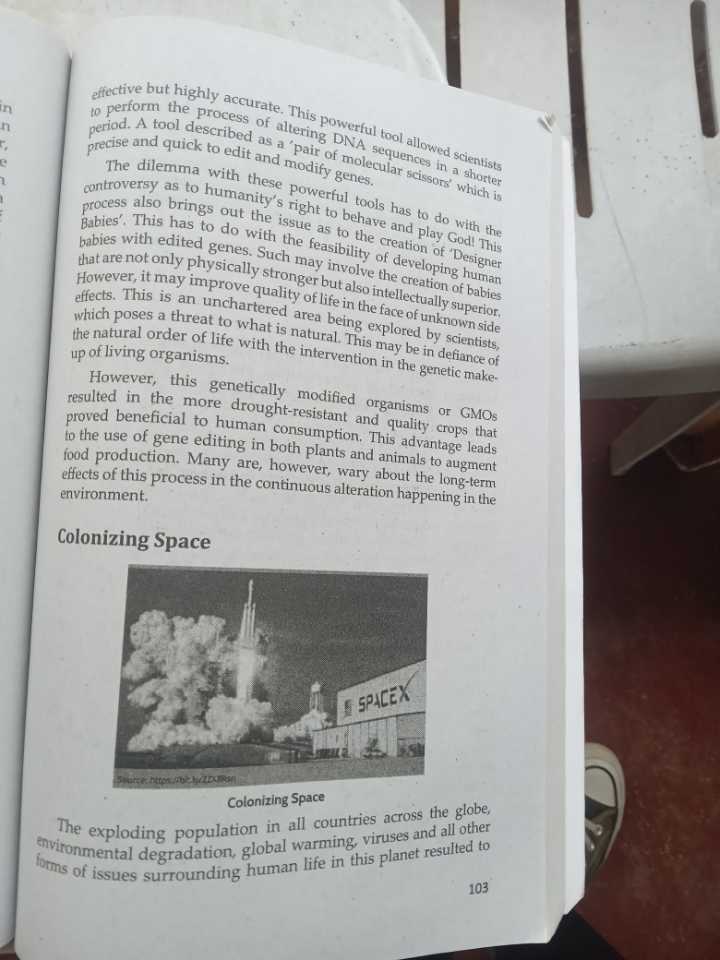 in
n
r,
e
effective but highly accurate. This powerful tool allowed scientists
to perform the process of altering DNA sequences in a shorter
period. A tool described as a 'pair of molecular scissors' which is
precise and quick to edit and modify genes.
The dilemma with these powerful tools has to do with the
controversy as to humanity's right to behave and play God! This
process also brings out the issue as to the creation of 'Designer
Babies'. This has to do with the feasibility of developing human
babies with edited genes. Such may involve the creation of babies
that are not only physically stronger but also intellectually superior.
However, it may improve quality of life in the face of unknown side
effects. This is an unchartered area being explored by scientists,
which poses a threat to what is natural. This may be in defiance of
the natural order of life with the intervention in the genetic make-
up of living organisms.
However, this genetically modified organisms or GMOs
resulted in the more drought-resistant and quality crops that
proved beneficial to human consumption. This advantage leads
to the use of gene editing in both plants and animals to augment
food production. Many are, however, wary about the long-term
effects of this process in the continuous alteration happening in the
environment.
Colonizing Space
SPACEX
Source: https://bit.ly/
Colonizing Space
The exploding population in all countries across the globe,
environmental degradation, global warming, viruses and all other
forms of issues surrounding human life in this planet resulted to
103